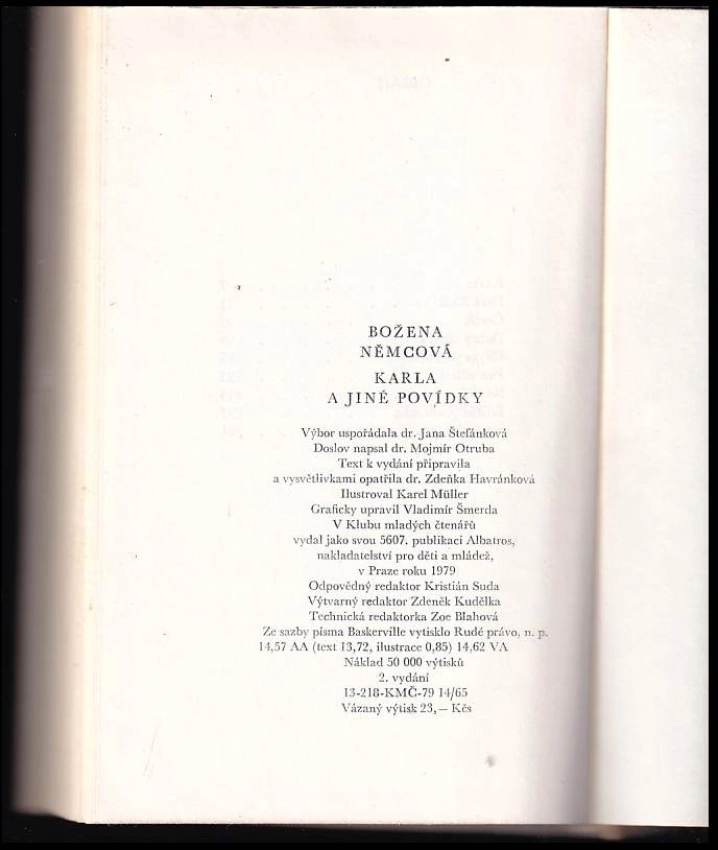 BOŽENA
NĚMCOVÁ
KARLA
A JINÉ POVÍDKY
Výbor uspořádala dr. Jana Štefánková
Doslov napsal dr. Mojmír Otruba
Text k vydání připravila
a vysvětlivkami opatřila dr. Zdeňka Havránková
Ilustroval Karel Müller
Graficky upravil Vladimír Šmerda
V Klubu mladých čtenářů
vydal jako svou 5607. publikaci Albatros,
nakladatelství pro děti a mládež,
v Praze roku 1979
Odpovědný redaktor Kristián Suda
Výtvarný redaktor Zdeněk Kudělka
Technická redaktorka Zoe Blahová
Ze sazby písma Baskerville vytisklo Rudé právo, n. p.
14,57 AA (text 13,72, ilustrace 0,85) 14,62 VA
Náklad 50 000 výtisků
2. vydání
13-218-KMČ-79 14/65
Vázaný výtisk 23,— Kčs